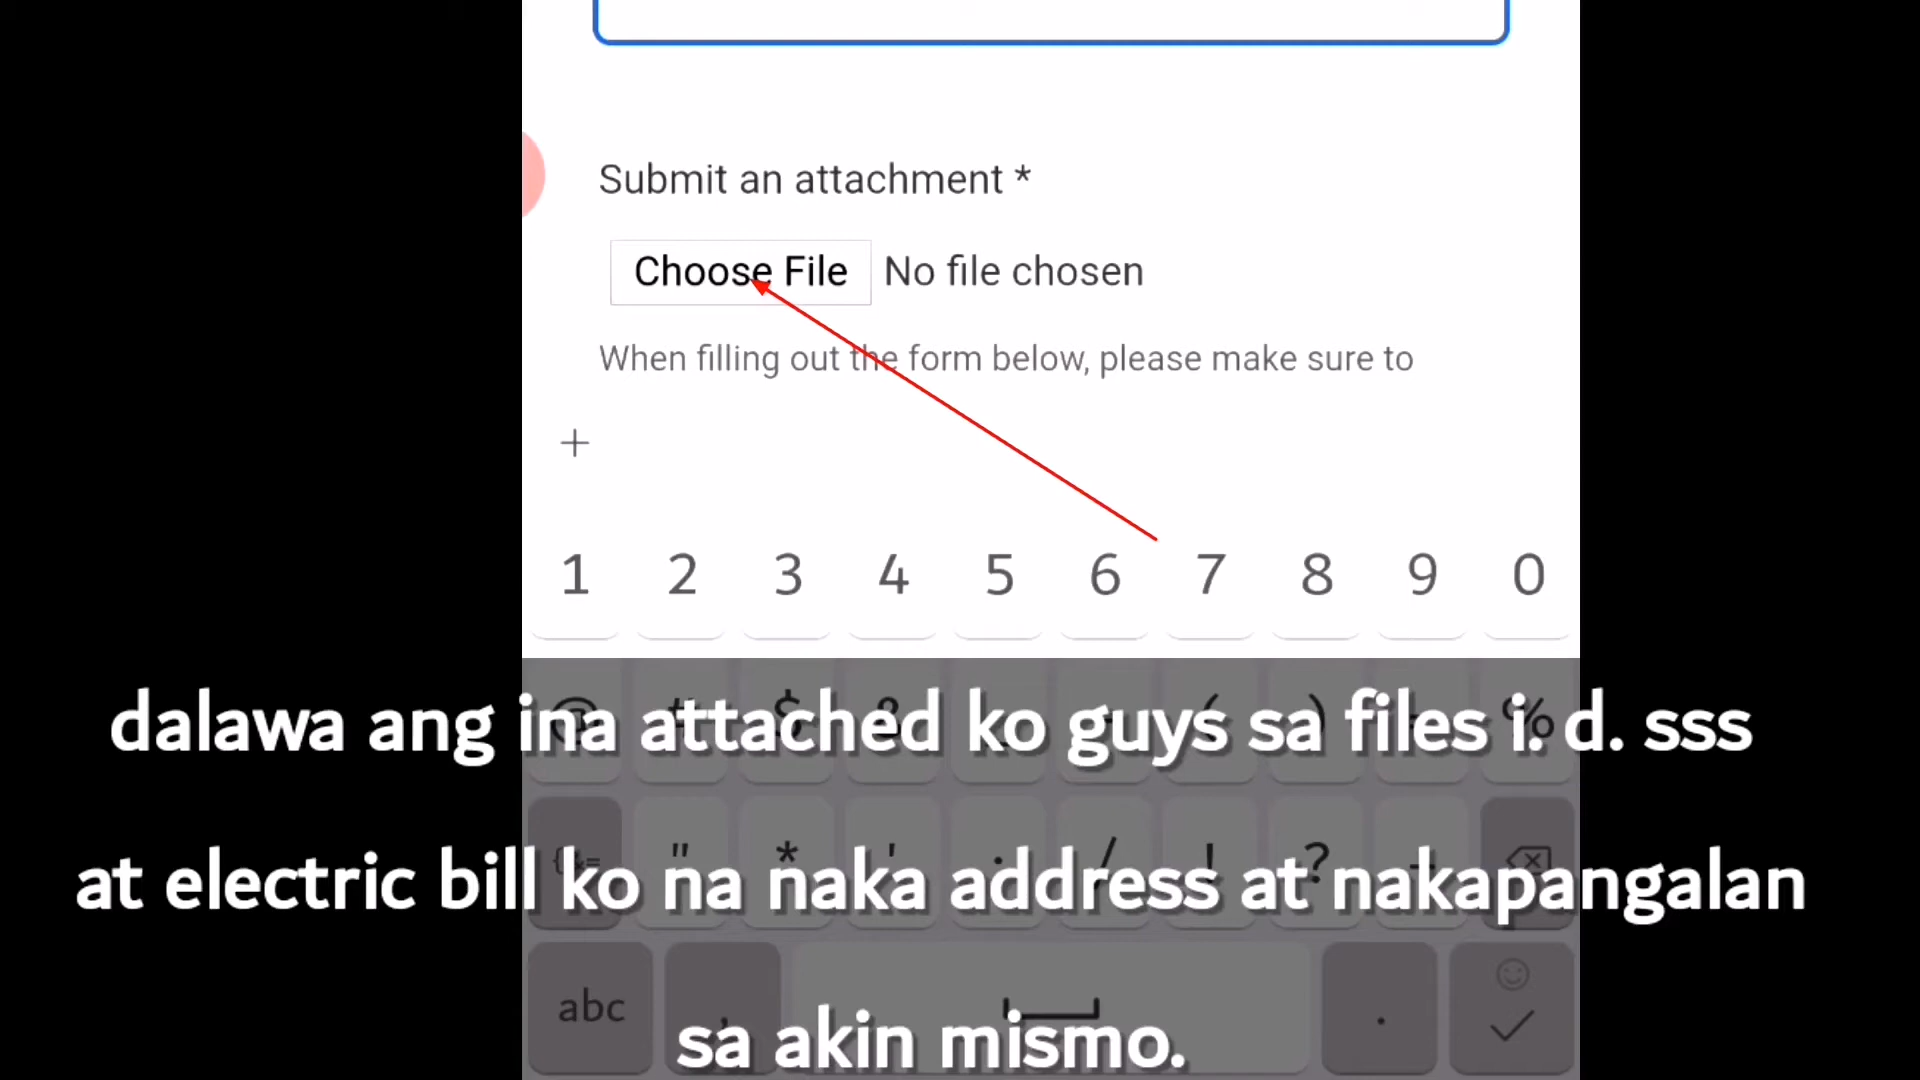 Submit an attachment *
Choose File No file chosen
When filling out the form below, please make sure to
+
1 2 3 4 5 6 7 8 9 0
dalawa ang ina attached ko guys sa files i. d. sss
at electric bill ko na naka address at nakapangalan
abc , .
sa akin mismo.